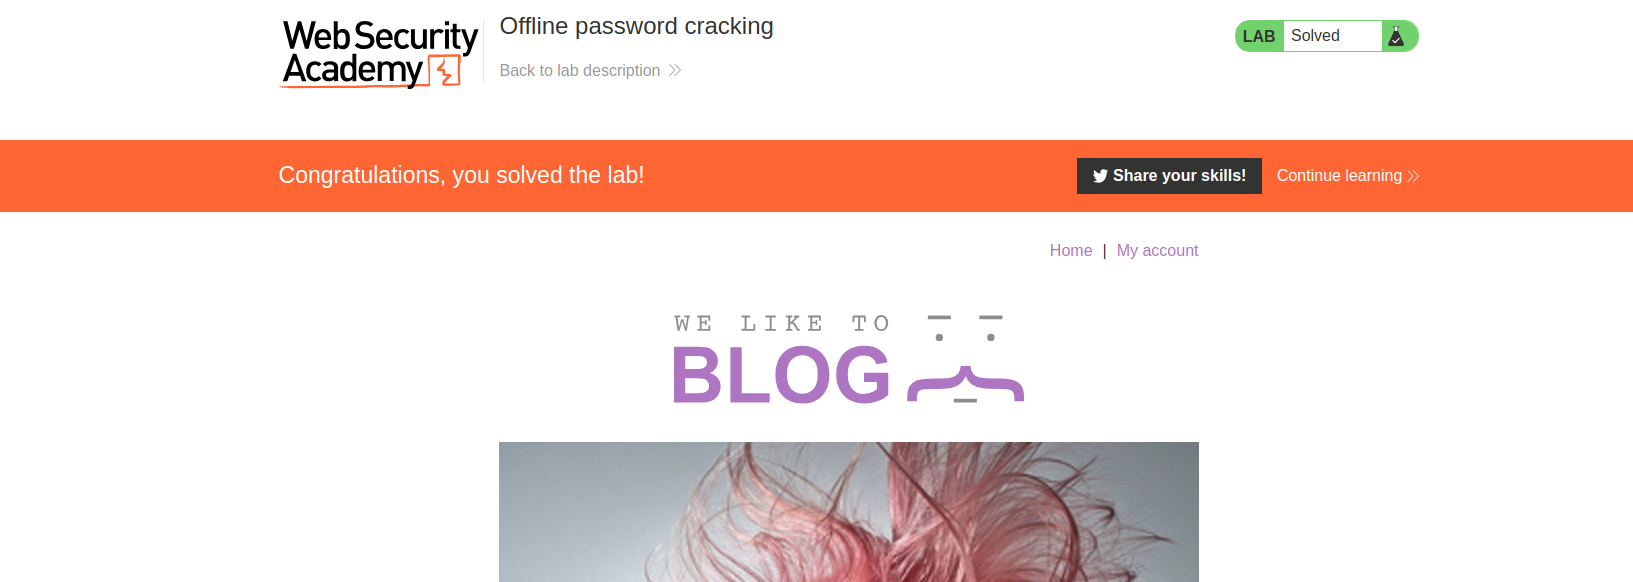 Web Security
Academy
Offline password cracking
Back to lab description
LAB Solved
Congratulations, you solved the lab!
Share your skills! Continue learning
Home | My account
WE LIKE TO
BLOG